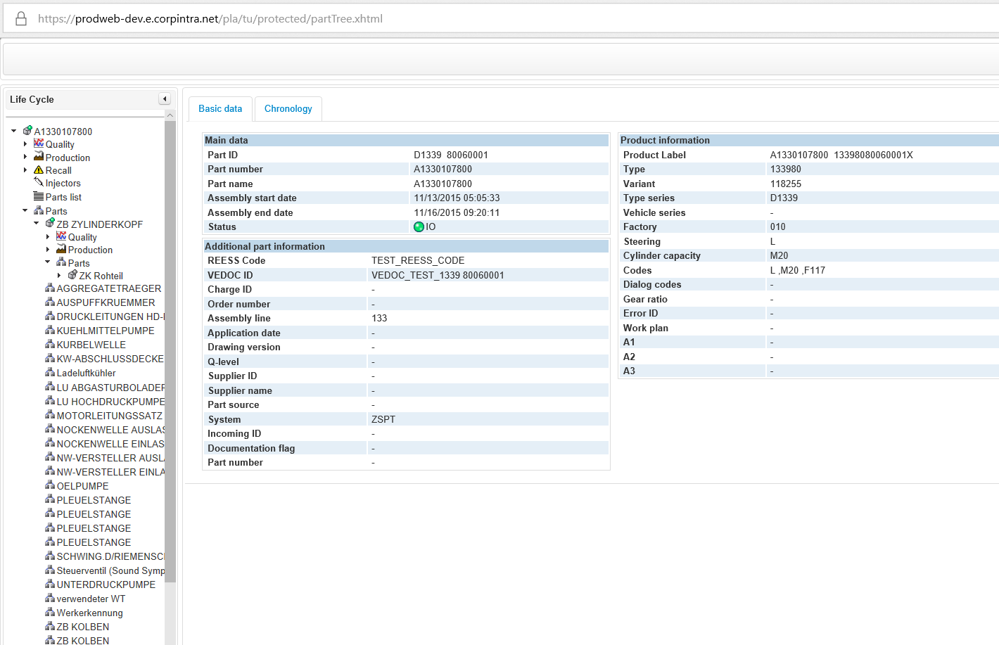 https://prodweb-dev.e.corpintra.net/pla/tu/protected/partTree.xhtml
Life Cycle
A1330107800
Quality
Production
Recall
Injectors
Parts list
Parts
ZB ZYLINDERKOPF
Quality
Production
Parts
ZK Rohteil
AGGREGATETRAEGER
AUSPUFFKRUEMMER
DRUCKLEITUNGEN HD-
KUEHLMITTELPUMPE
KURBELWELLE
KW-ABSCHLUSSDECKE
Ladeluftkühler
LU ABGASTURBOLADER
LU HOCHDRUCKPUMPE
MOTORLEITUNGSSATZ
NOCKENWELLE AUSLAS
NOCKENWELLE EINLAS
NW-VERSTELLER AUSLA
NW-VERSTELLER EINLA
OELPUMPE
PLEUELSTANGE
PLEUELSTANGE
PLEUELSTANGE
PLEUELSTANGE
SCHWING.D/RIEMENSC
Steuerventil (Sound Symp
UNTERDRUCKPUMPE
verwendeter WT
Werkerkennung
ZB KOLBEN
ZB KOLBEN
Basic data
Chronology
Main data
Part ID D1339 80060001
Part number A1330107800
Part name A1330107800
Assembly start date 11/13/2015 05:05:33
Assembly end date 11/16/2015 09:20:11
Status IO
Additional part information
REESS Code TEST_REESS_CODE
VEDOC ID VEDOC_TEST_1339 80060001
Charge ID -
Order number -
Assembly line 133
Application date -
Drawing version -
Q-level -
Supplier ID -
Supplier name -
Part source -
System ZSPT
Incoming ID -
Documentation flag -
Part number -
Product information
Product Label A1330107800 13398080060001X
Type 133980
Variant 118255
Type series D1339
Vehicle series -
Factory 010
Steering L
Cylinder capacity M20
Codes L ,M20 ,F117
Dialog codes -
Gear ratio -
Error ID -
Work plan -
A1 -
A2 -
A3 -